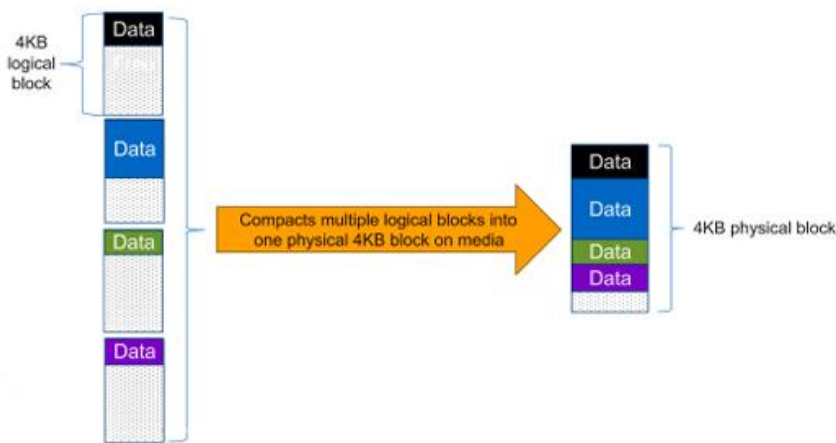 Data
4KB
logical
block
Data
Data
Data
Compacts multiple logical blocks into
one physical 4KB block on media
Data
Data
Data
Data
4KB physical block